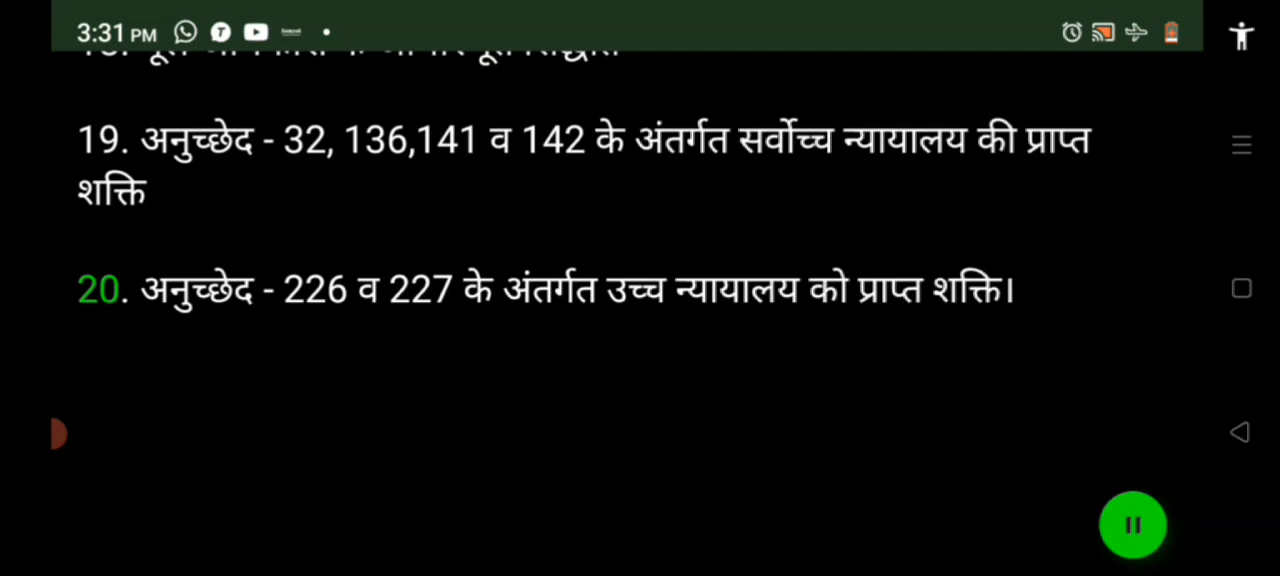 3:31 PM
19. अनुच्छेद - 32, 136,141 व 142 के अंतर्गत सर्वोच्च न्यायालय की प्राप्त
शक्ति
20. अनुच्छेद - 226 व 227 के अंतर्गत उच्च न्यायालय को प्राप्त शक्ति।